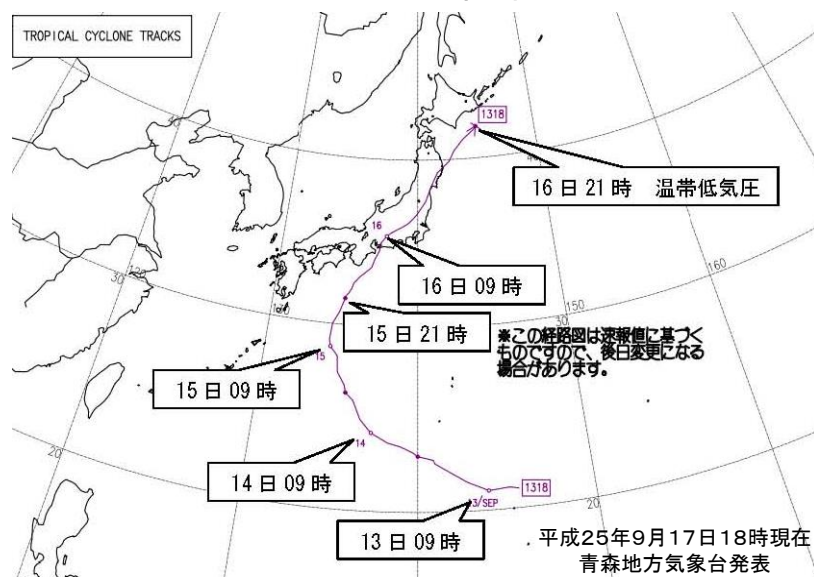 TROPICAL CYCLONE TRACKS
1318
40
40
16日21時 温帯低気圧
16
16日09時
160
30
120
150
30
15日21時
※この経路図は速報値に基づく
ものですので、後日変更になる
場合があります。
15
15日09時
14
20
14日09時
1318
3/SEP
20
13日09時
平成25年9月17日18時現在
青森地方気象台発表